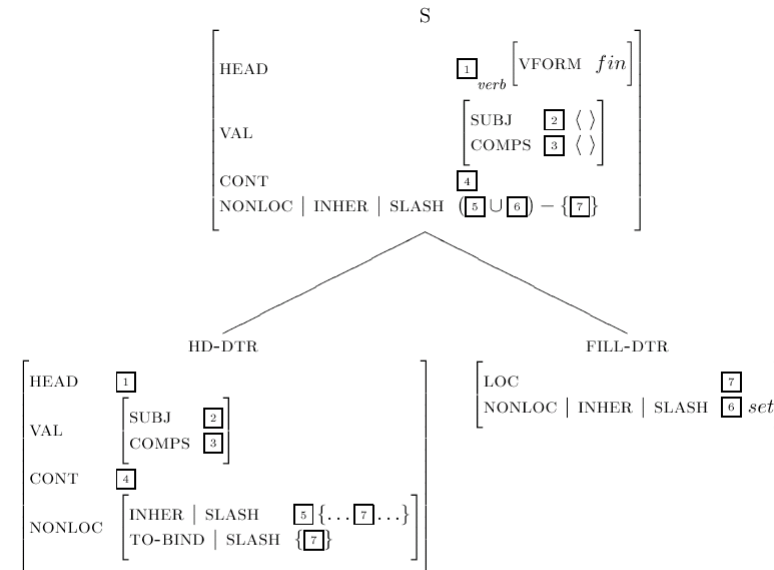 S
HEAD 1 verb [VFORM fin]
VAL [SUBJ 2 ⟨ ⟩
COMPS 3 ⟨ ⟩]
CONT 4
NONLOC | INHER | SLASH (5 ∪ 6) − {7}
HD-DTR
HEAD 1
VAL [SUBJ 2
COMPS 3]
CONT 4
NONLOC [INHER | SLASH 5 {...7...}
TO-BIND | SLASH {7}]
FILL-DTR
LOC 7
NONLOC | INHER | SLASH 6 set